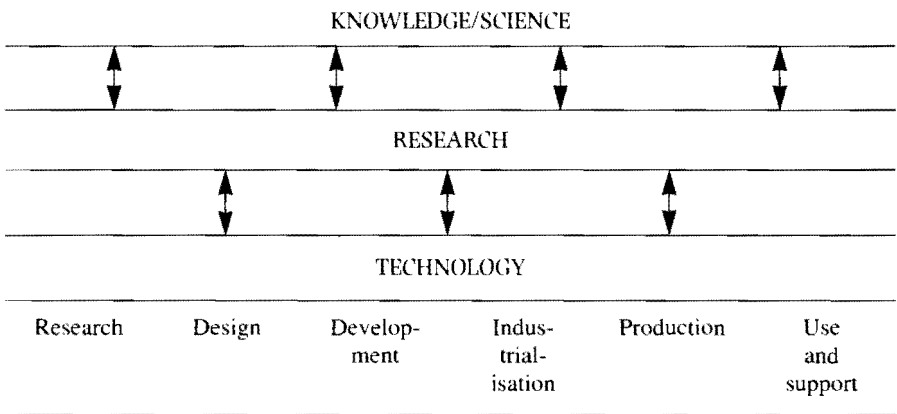 KNOWLEDGE/SCIENCE
RESEARCH
TECHNOLOGY
Research Design Develop- Indus- Production Use
ment trial- and
isation support